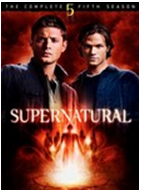 THE COMPLETE 5 FIFTH SEASON
SUPERNATURAL